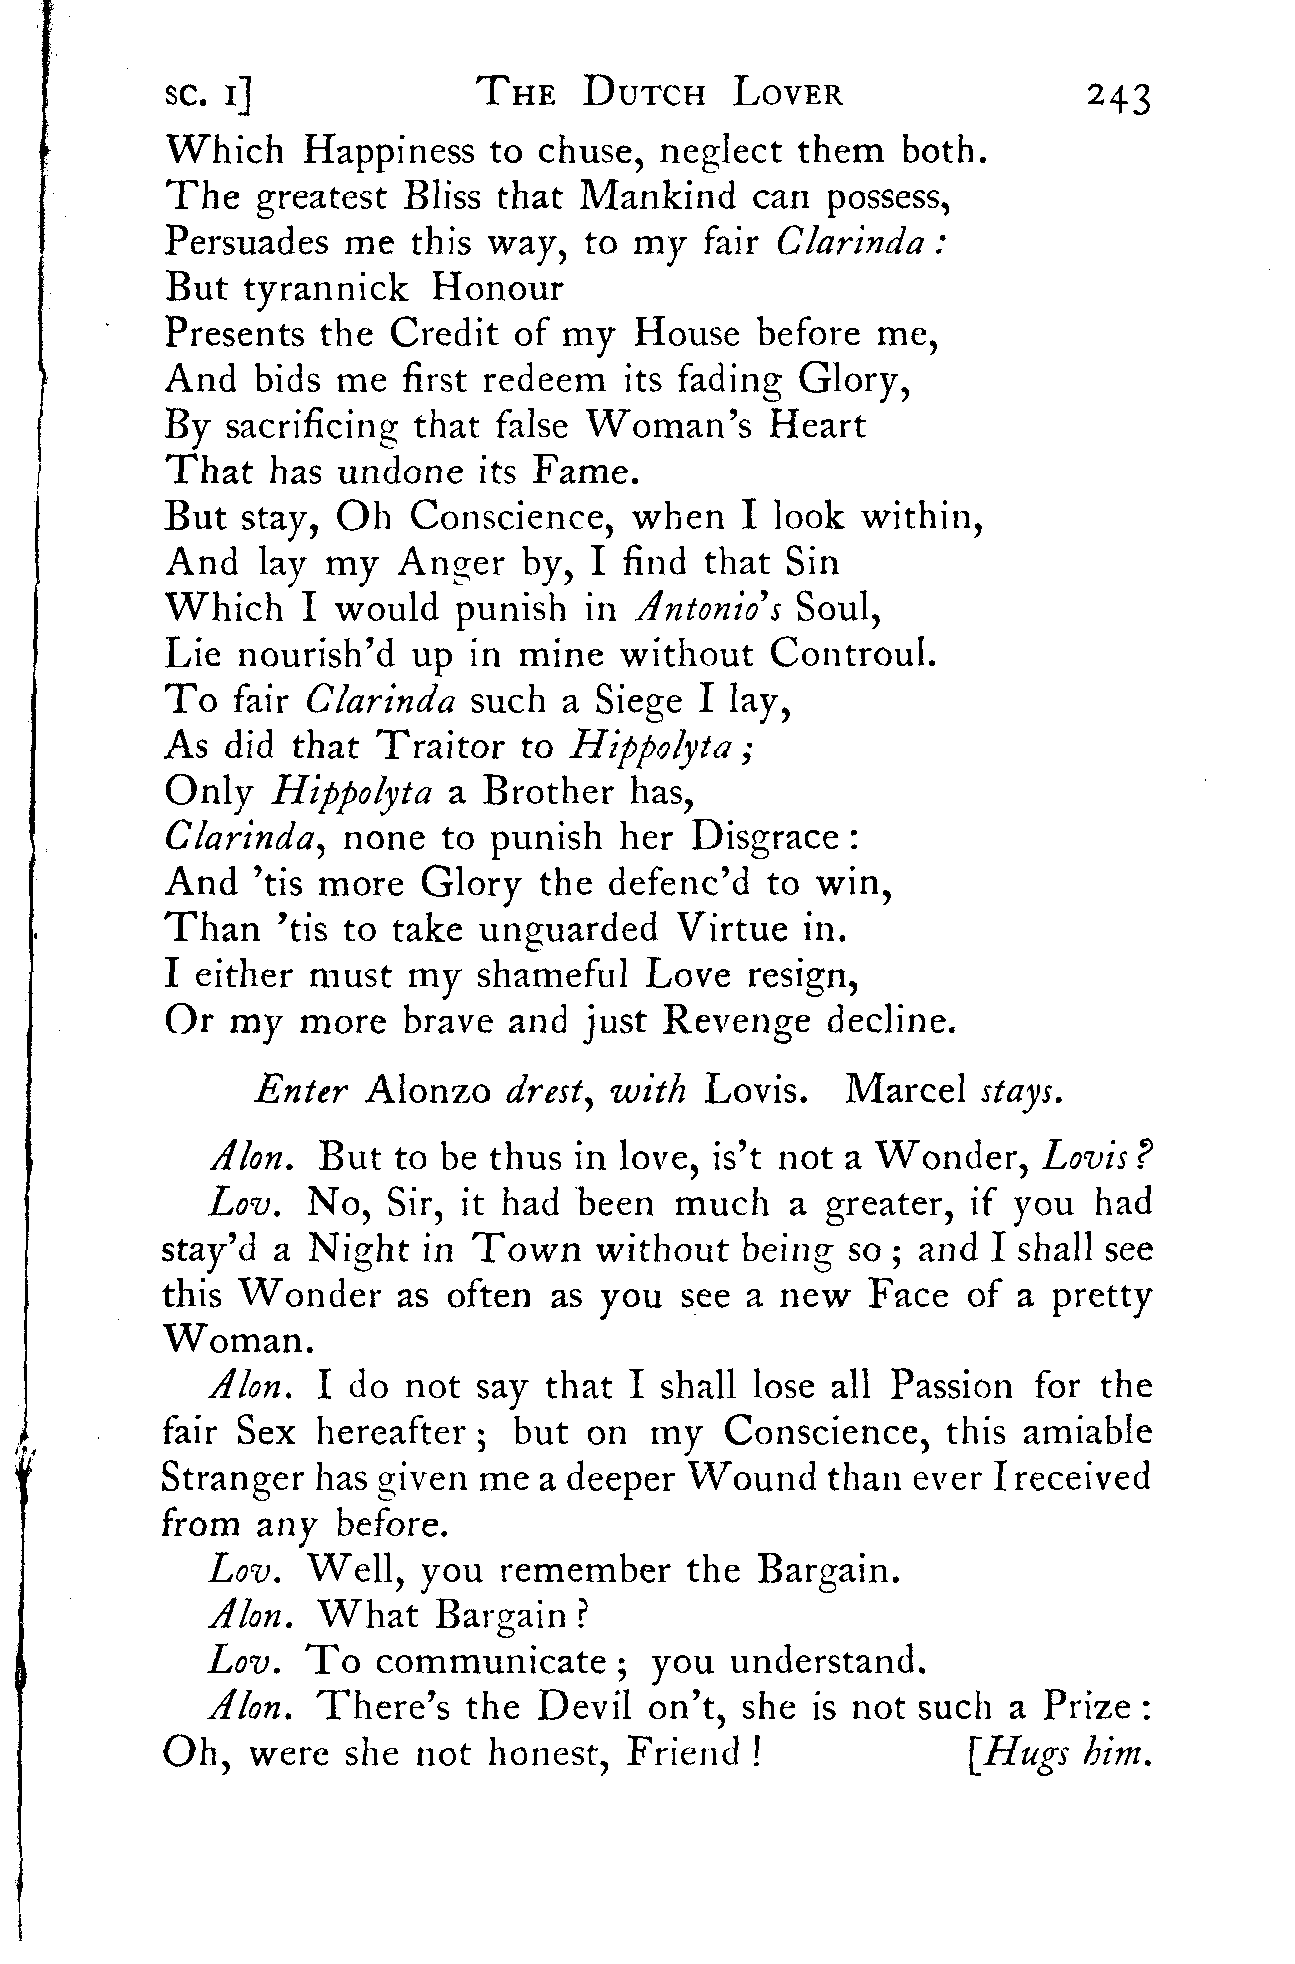 SC. I] THE DUTCH LOVER 243
Which Happiness to chuse, neglect them both.
The greatest Bliss that Mankind can possess,
Persuades me this way, to my fair Clarinda :
But tyrannick Honour
Presents the Credit of my House before me,
And bids me first redeem its fading Glory,
By sacrificing that false Woman's Heart
That has undone its Fame.
But stay, Oh Conscience, when I look within,
And lay my Anger by, I find that Sin
Which I would punish in Antonio's Soul,
Lie nourish'd up in mine without Controul.
To fair Clarinda such a Siege I lay,
As did that Traitor to Hippolyta ;
Only Hippolyta a Brother has,
Clarinda, none to punish her Disgrace :
And 'tis more Glory the defenc'd to win,
Than 'tis to take unguarded Virtue in.
I either must my shameful Love resign,
Or my more brave and just Revenge decline.
Enter Alonzo drest, with Lovis. Marcel stays.
Alon. But to be thus in love, is't not a Wonder, Lovis ?
Lov. No, Sir, it had been much a greater, if you had
stay'd a Night in Town without being so ; and I shall see
this Wonder as often as you see a new Face of a pretty
Woman.
Alon. I do not say that I shall lose all Passion for the
fair Sex hereafter ; but on my Conscience, this amiable
Stranger has given me a deeper Wound than ever I received
from any before.
Lov. Well, you remember the Bargain.
Alon. What Bargain ?
Lov. To communicate ; you understand.
Alon. There's the Devil on't, she is not such a Prize :
Oh, were she not honest, Friend ! [Hugs him.